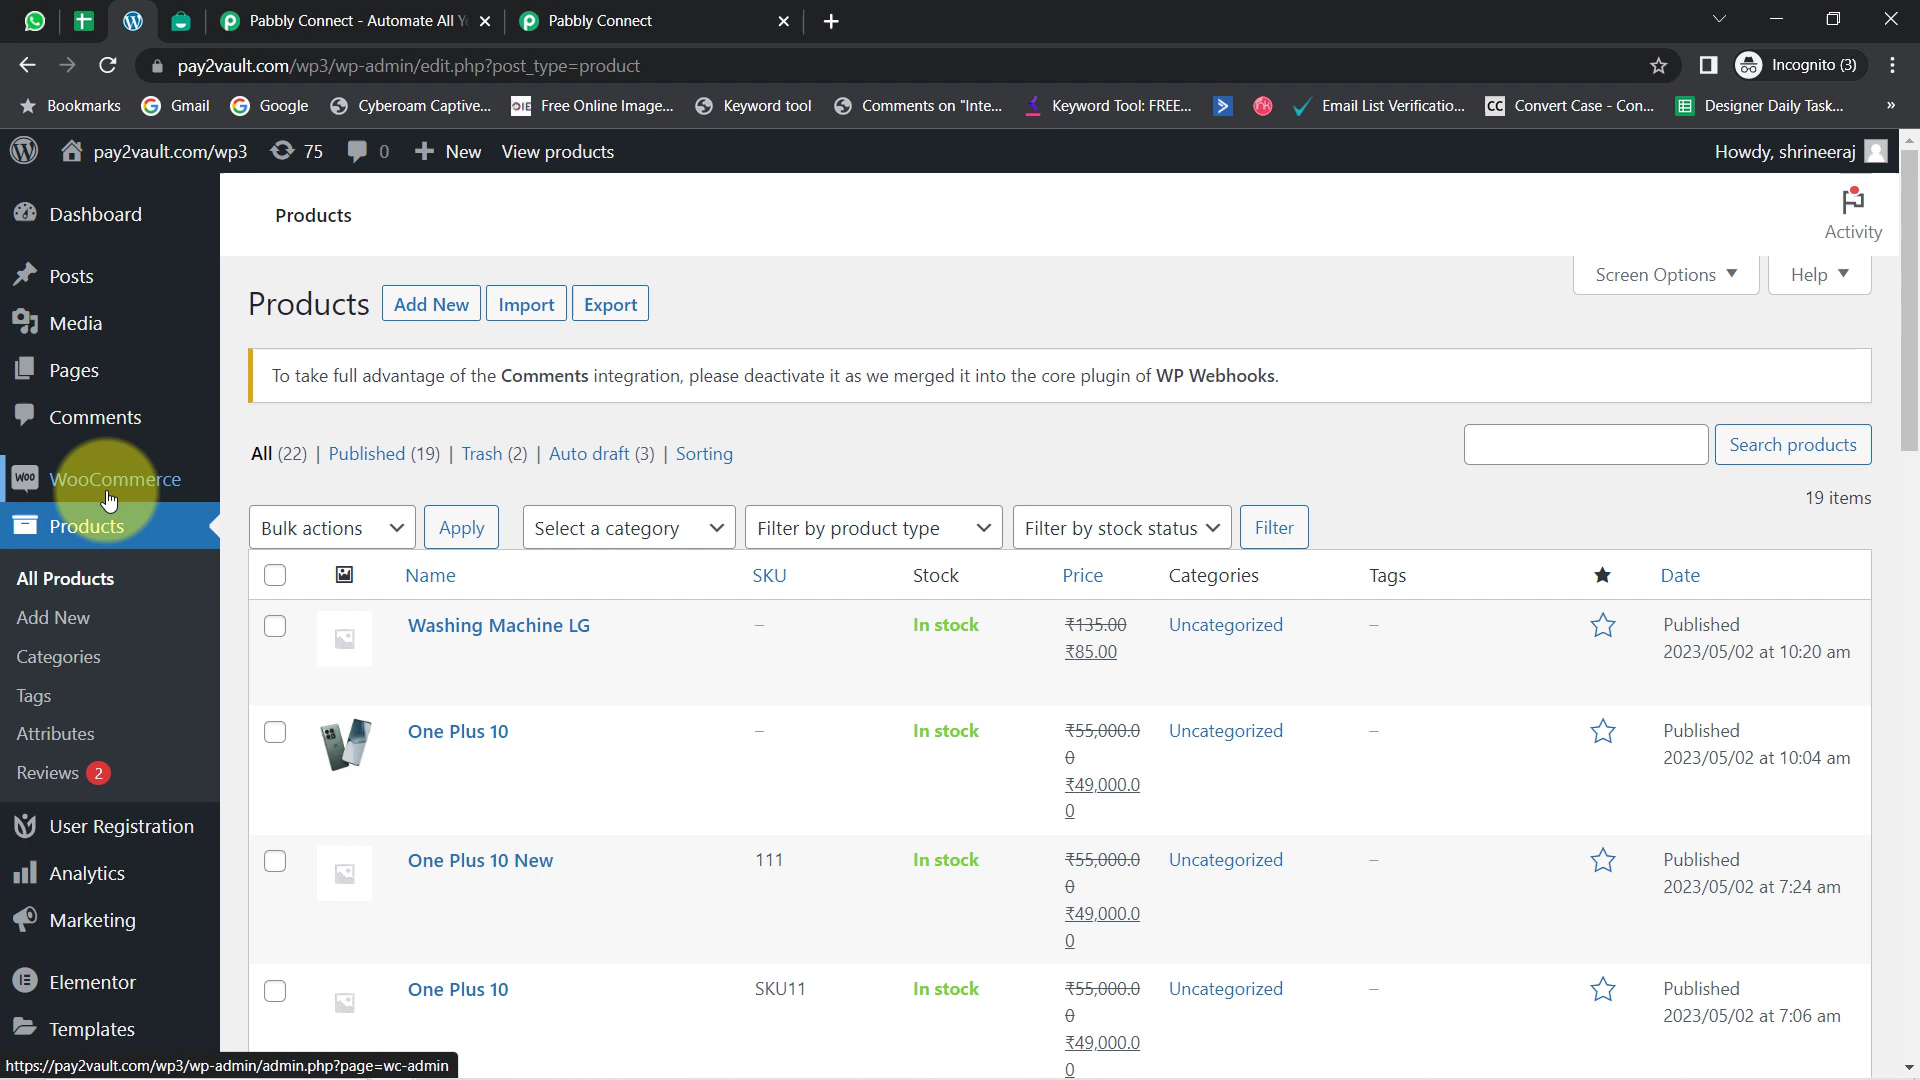 Pabbly Connect - Automate All Y
Pabbly Connect
pay2vault.com/wp3/wp-admin/edit.php?post_type=product
Incognito (3)
Bookmarks
Gmail
Google
Cyberoam Captive...
Free Online Image...
Keyword tool
Comments on "Inte...
Keyword Tool: FREE...
Email List Verificatio...
CC Convert Case - Con...
Designer Daily Task...
»
pay2vault.com/wp3
75
0
New
View products
Howdy, shrineeraj
Dashboard
Posts
Media
Pages
Comments
WooCommerce
Products
All Products
Add New
Categories
Tags
Attributes
Reviews 2
User Registration
Analytics
Marketing
Elementor
Templates
https://pay2vault.com/wp3/wp-admin/admin.php?page=wc-admin
Products
Activity
Screen Options
Help
Products
Add New
Import
Export
To take full advantage of the Comments integration, please deactivate it as we merged it into the core plugin of WP Webhooks.
All (22) | Published (19) | Trash (2) | Auto draft (3) | Sorting
Search products
19 items
Bulk actions
Apply
Select a category
Filter by product type
Filter by stock status
Filter
Name SKU Stock Price Categories Tags Date
Washing Machine LG – In stock ₹135.00 Uncategorized – Published
₹85.00 2023/05/02 at 10:20 am
One Plus 10 – In stock ₹55,000.0 Uncategorized – Published
0 2023/05/02 at 10:04 am
₹49,000.0
0
One Plus 10 New 111 In stock ₹55,000.0 Uncategorized – Published
0 2023/05/02 at 7:24 am
₹49,000.0
0
One Plus 10 SKU11 In stock ₹55,000.0 Uncategorized – Published
0 2023/05/02 at 7:06 am
₹49,000.0
0